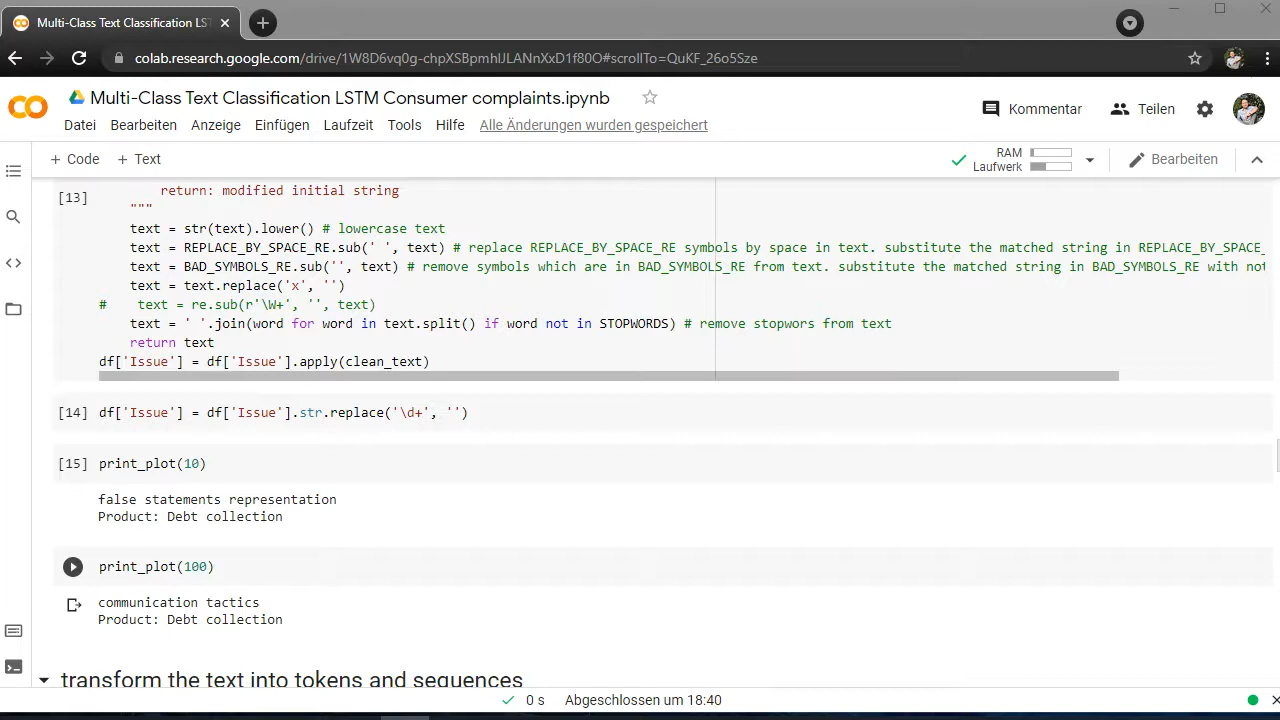 Multi-Class Text Classification LST
colab.research.google.com/drive/1W8D6vq0g-chpXSBpmhIJLANnXxD1f80O#scrollTo=QuKF_26o5Sze
Multi-Class Text Classification LSTM Consumer complaints.ipynb
Kommentar
Teilen
Datei Bearbeiten Anzeige Einfügen Laufzeit Tools Hilfe Alle Änderungen wurden gespeichert
+ Code + Text
RAM
Laufwerk
Bearbeiten
[13]
return: modified initial string
"""
text = str(text).lower() # lowercase text
text = REPLACE_BY_SPACE_RE.sub(' ', text) # replace REPLACE_BY_SPACE_RE symbols by space in text. substitute the matched string in REPLACE_BY_SPACE_
text = BAD_SYMBOLS_RE.sub('', text) # remove symbols which are in BAD_SYMBOLS_RE from text. substitute the matched string in BAD_SYMBOLS_RE with not
text = text.replace('x', '')
# text = re.sub(r'\W+', '', text)
text = ' '.join(word for word in text.split() if word not in STOPWORDS) # remove stopwors from text
return text
df['Issue'] = df['Issue'].apply(clean_text)
[14] df['Issue'] = df['Issue'].str.replace('\d+', '')
[15] print_plot(10)
false statements representation
Product: Debt collection
print_plot(100)
communication tactics
Product: Debt collection
transform the text into tokens and sequences
0 s Abgeschlossen um 18:40